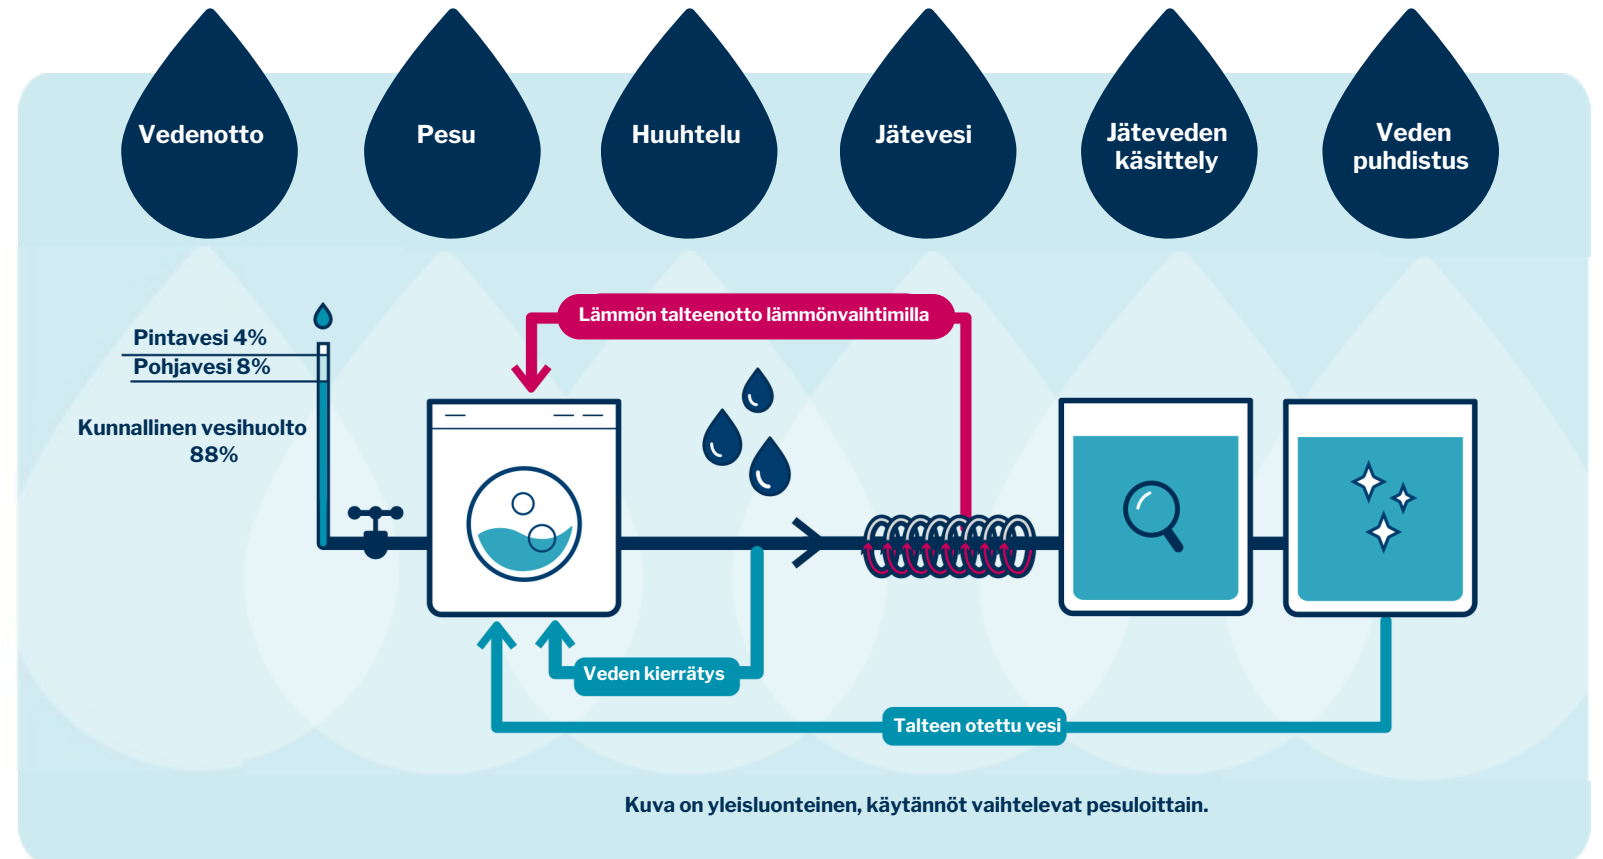 Vedenotto
Pesu
Huuhtelu
Jätevesi
Jäteveden
käsittely
Veden
puhdistus
Lämmön talteenotto lämmönvaihtimilla
Pintavesi 4%
Pohjavesi 8%
Kunnallinen vesihuolto
88%
Veden kierrätys
Talteen otettu vesi
Kuva on yleisluonteinen, käytännöt vaihtelevat pesuloittain.